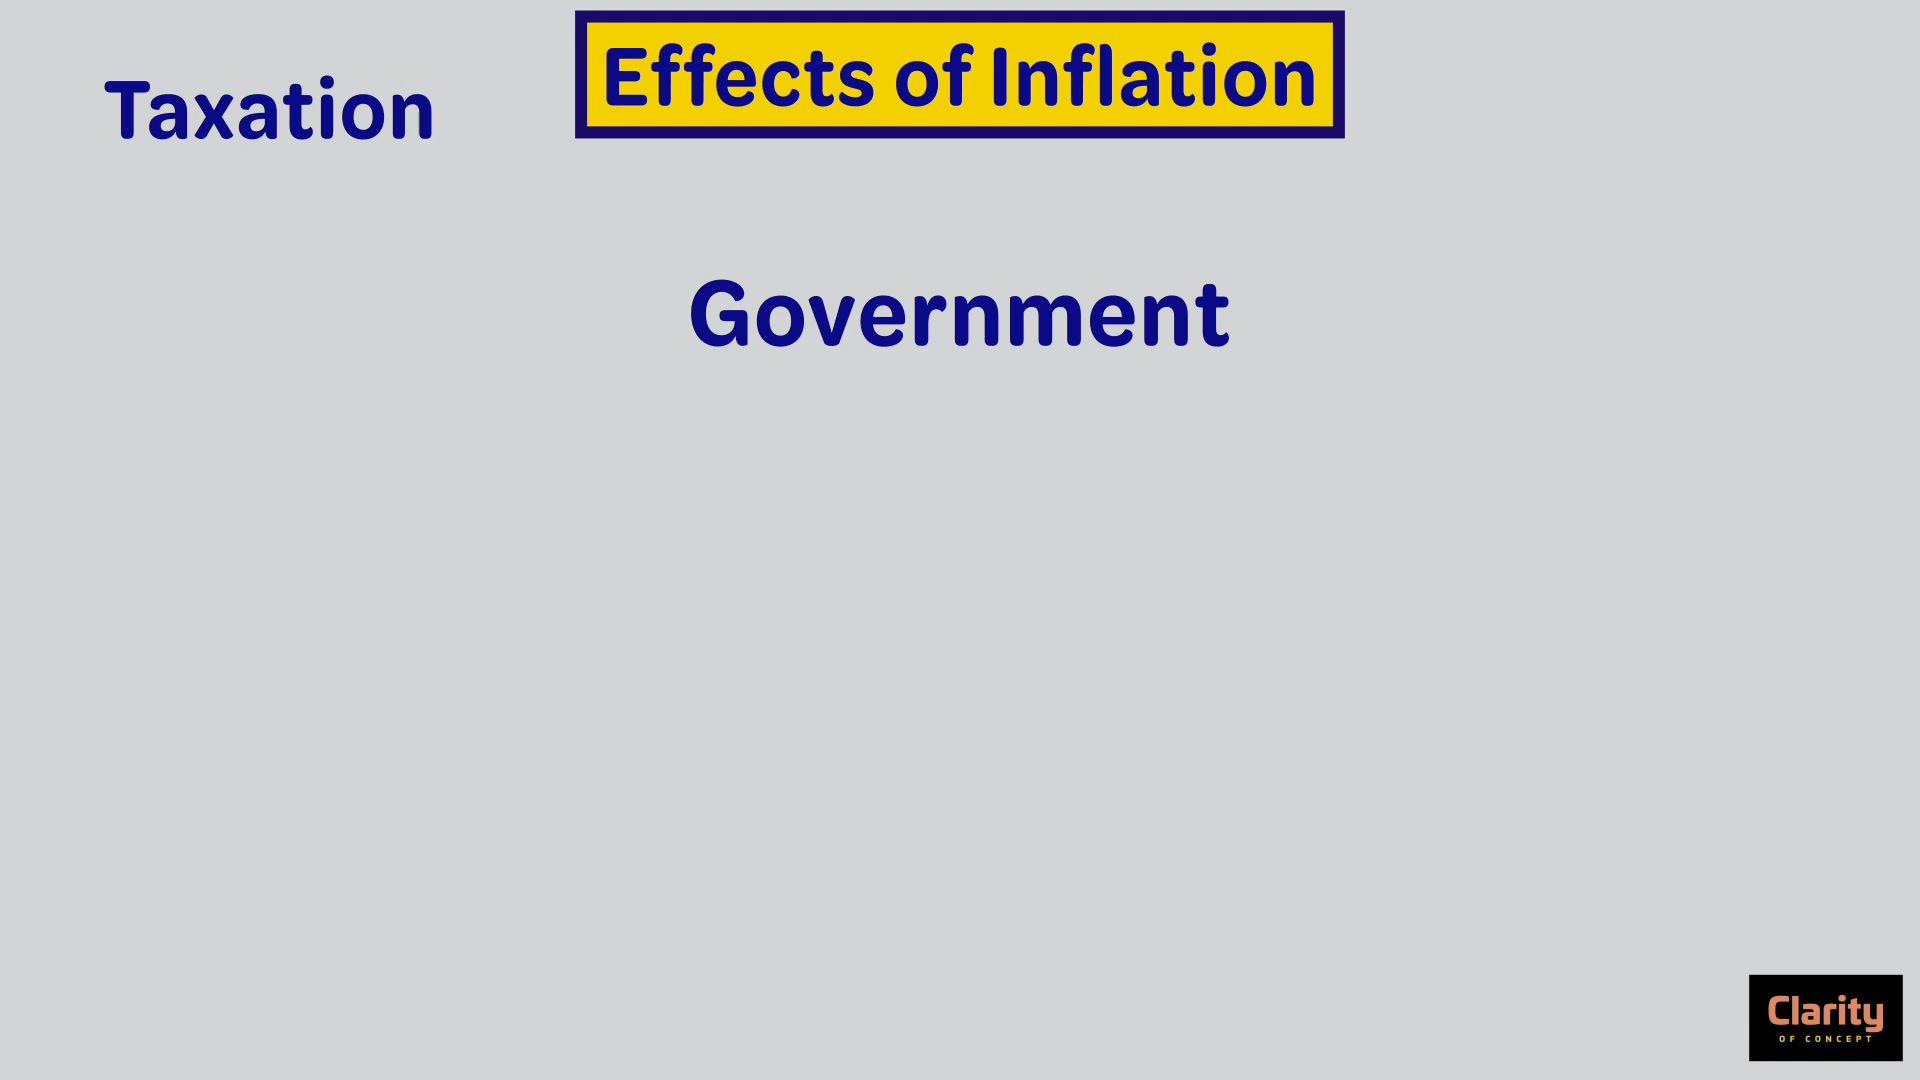 Effects of Inflation
Taxation
Government
Clarity
OF CONCEPT